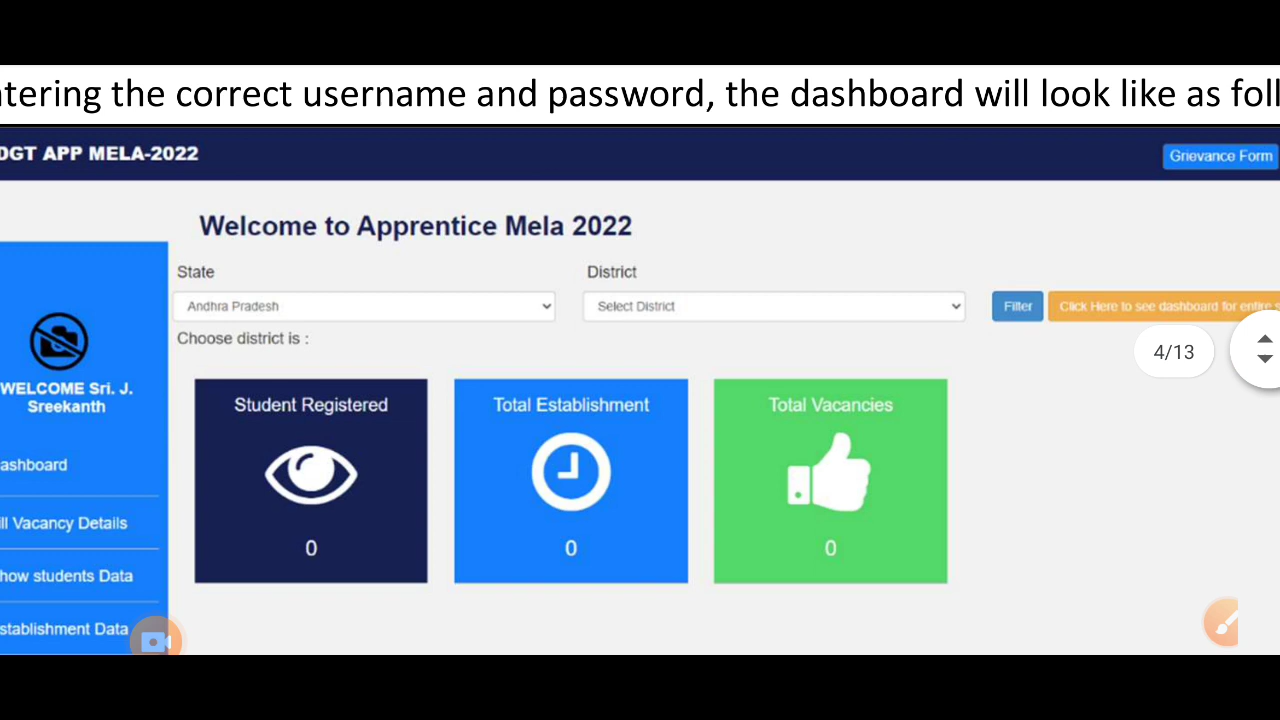 ntering the correct username and password, the dashboard will look like as foll
DGT APP MELA-2022
Grievance Form
Welcome to Apprentice Mela 2022
State
District
Andhra Pradesh
Select District
Filter
Click Here to see dashboard for entire s
Choose district is :
4/13
WELCOME Sri. J.
Sreekanth
Student Registered
Total Establishment
Total Vacancies
ashboard
ill Vacancy Details
0
0
0
how students Data
stablishment Data